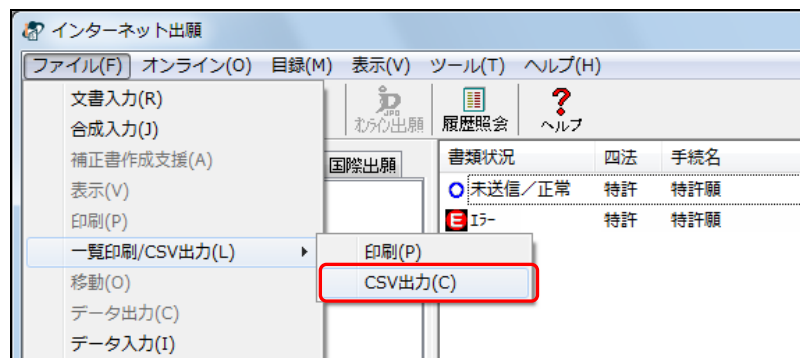 インターネット出願
ファイル(F) オンライン(O) 目録(M) 表示(V) ツール(T) ヘルプ(H)
文書入力(R)
合成入力(J)
補正書作成支援(A)
表示(V)
印刷(P)
一覧印刷/CSV出力(L)
移動(O)
データ出力(C)
データ入力(I)
印刷(P)
CSV出力(C)
JPO
オンライン出願
履歴照会
ヘルプ
国際出願
書類状況 四法 手続名
未送信/正常 特許 特許願
E エラー 特許 特許願